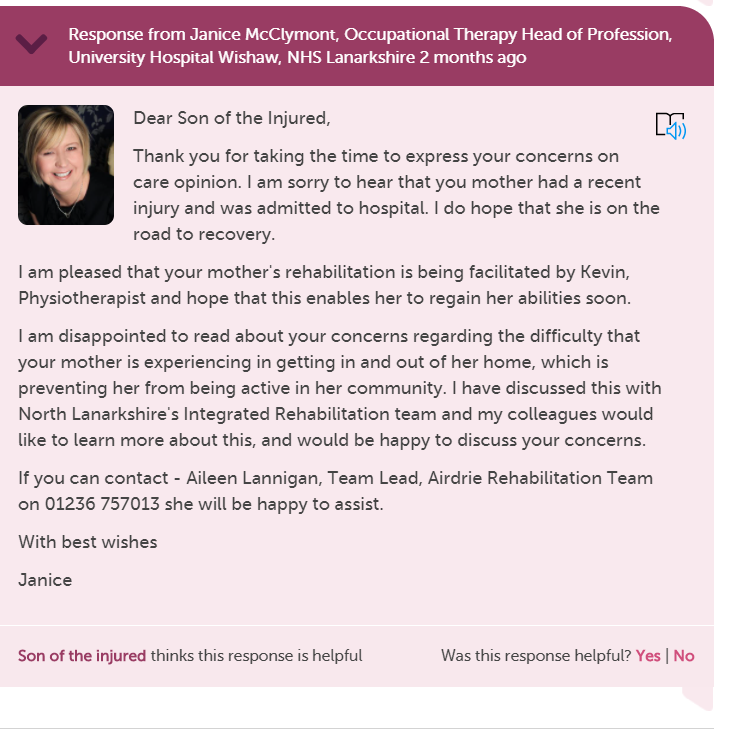 Response from Janice McClymont, Occupational Therapy Head of Profession,
University Hospital Wishaw, NHS Lanarkshire 2 months ago
Dear Son of the Injured,
Thank you for taking the time to express your concerns on
care opinion. I am sorry to hear that you mother had a recent
injury and was admitted to hospital. I do hope that she is on the
road to recovery.
I am pleased that your mother's rehabilitation is being facilitated by Kevin,
Physiotherapist and hope that this enables her to regain her abilities soon.
I am disappointed to read about your concerns regarding the difficulty that
your mother is experiencing in getting in and out of her home, which is
preventing her from being active in her community. I have discussed this with
North Lanarkshire's Integrated Rehabilitation team and my colleagues would
like to learn more about this, and would be happy to discuss your concerns.
If you can contact - Aileen Lannigan, Team Lead, Airdrie Rehabilitation Team
on 01236 757013 she will be happy to assist.
With best wishes
Janice
Son of the injured thinks this response is helpful
Was this response helpful? Yes | No